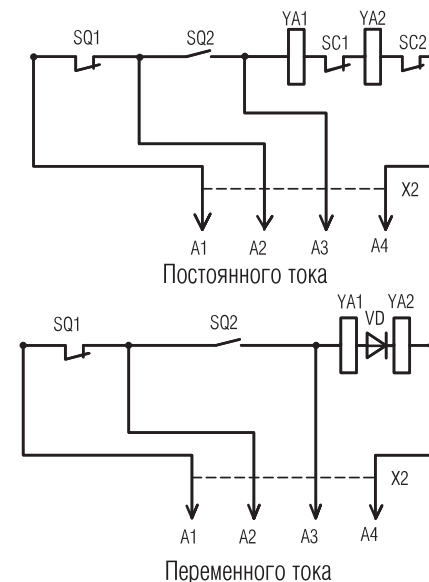 YA1 YA2
SQ1 SQ2 SC1 SC2
X2
A1 A2 A3 A4
Постоянного тока
YA1 VD YA2
SQ1 SQ2
X2
A1 A2 A3 A4
Переменного тока